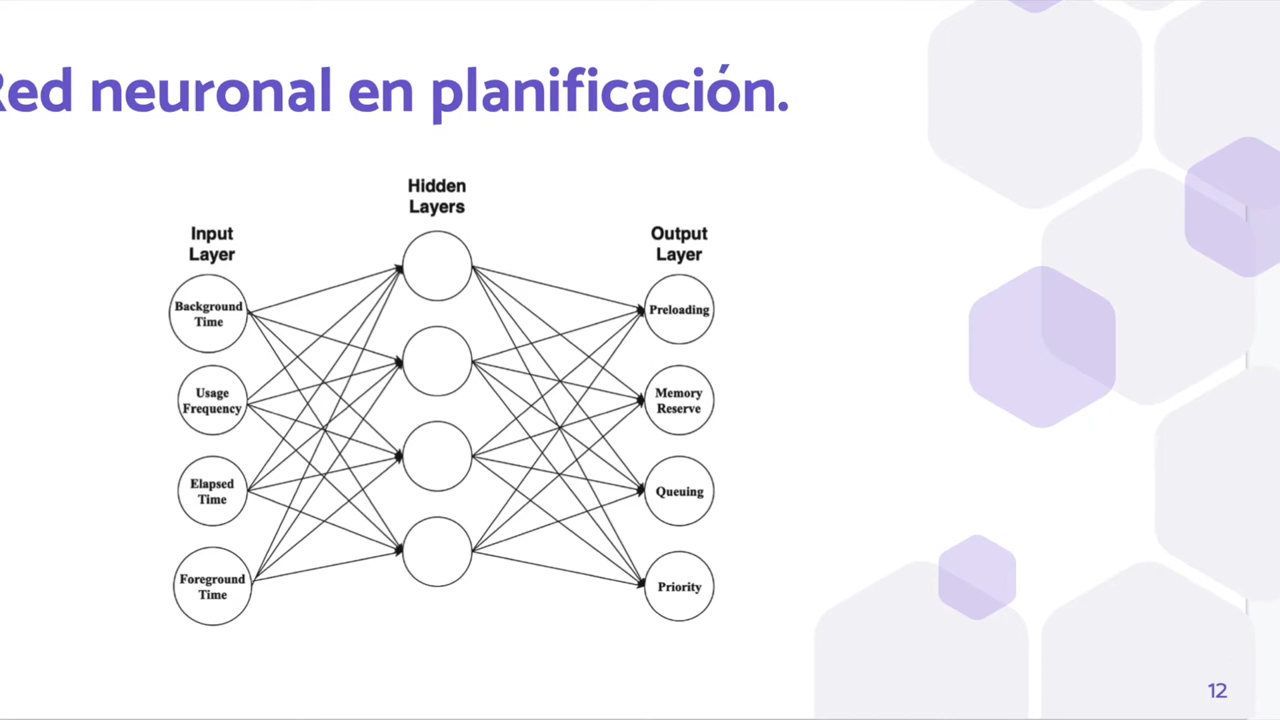 Red neuronal en planificación.
Hidden
Layers
Input
Layer
Output
Layer
Background
Time
Preloading
Usage
Frequency
Memory
Reserve
Elapsed
Time
Queuing
Foreground
Time
Priority
12